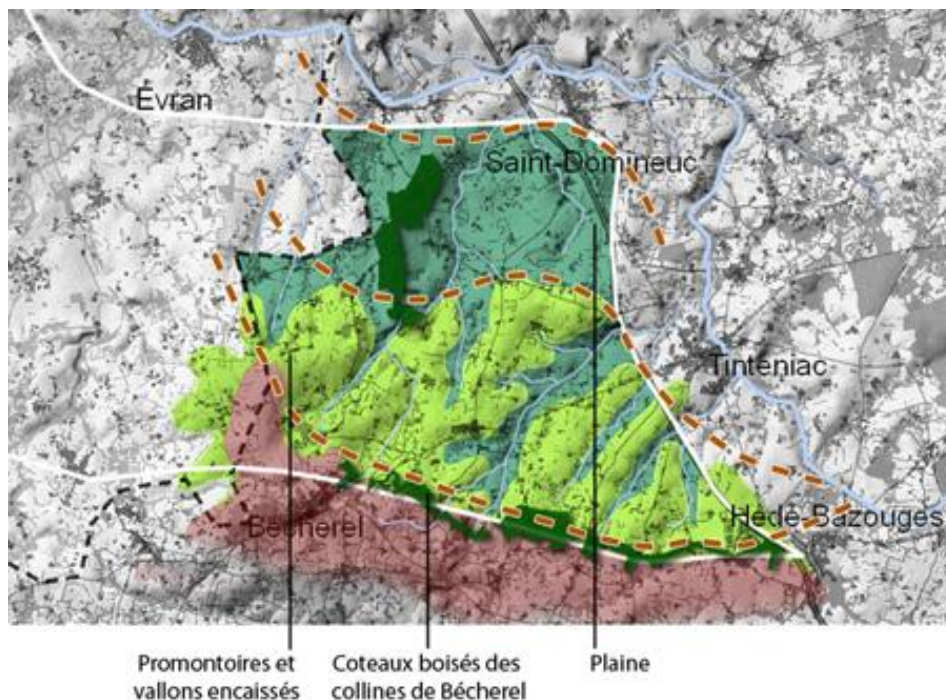 Évran
Saint-Domineuc
Tinténiac
Hédé-Bazouges
Bécherel
Promontoires et
vallons encaissés
Coteaux boisés des
collines de Bécherel
Plaine